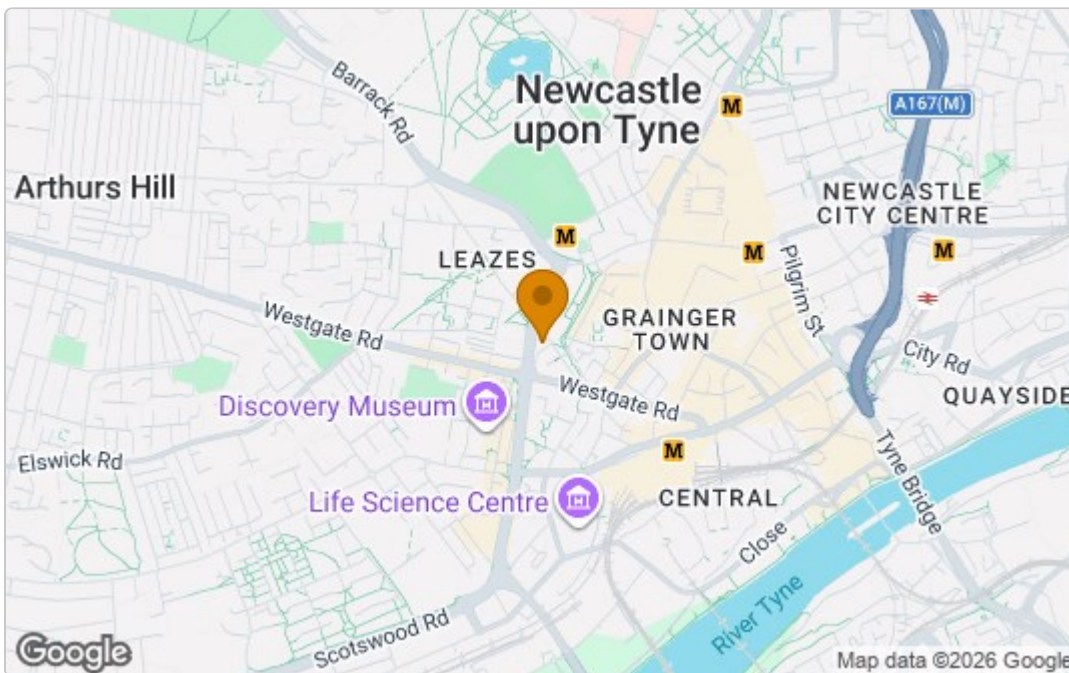 Newcastle
upon Tyne
Barrack Rd
M
A167(M)
Arthurs Hill
NEWCASTLE
CITY CENTRE
LEAZES
M
M
M
Pilgrim St
Westgate Rd
GRAINGER
TOWN
City Rd
Westgate Rd
Discovery Museum
QUAYSIDE
Elswick Rd
M
Tyne Bridge
Life Science Centre
CENTRAL
Close
River Tyne
Scotswood Rd
Google
Map data ©2026 Google